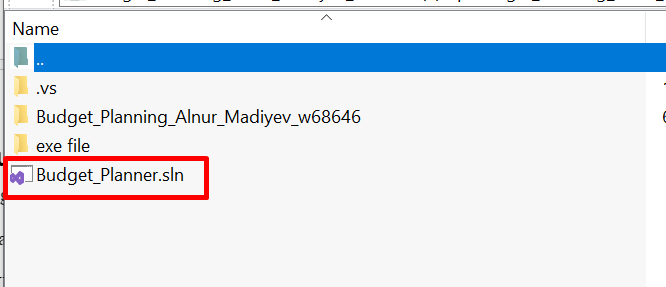 Name
..
.vs
Budget_Planning_Alnur_Madiyev_w68646
exe file
Budget_Planner.sln